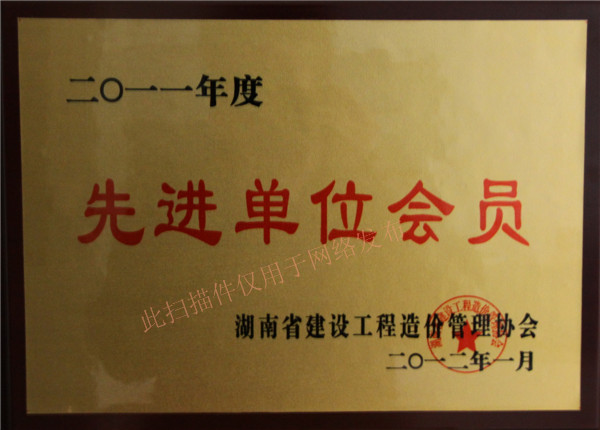 二〇一一年度
先进单位会员
此扫描件仅用于网络发布
湖南省建设工程造价管理协会
二〇一二年一月